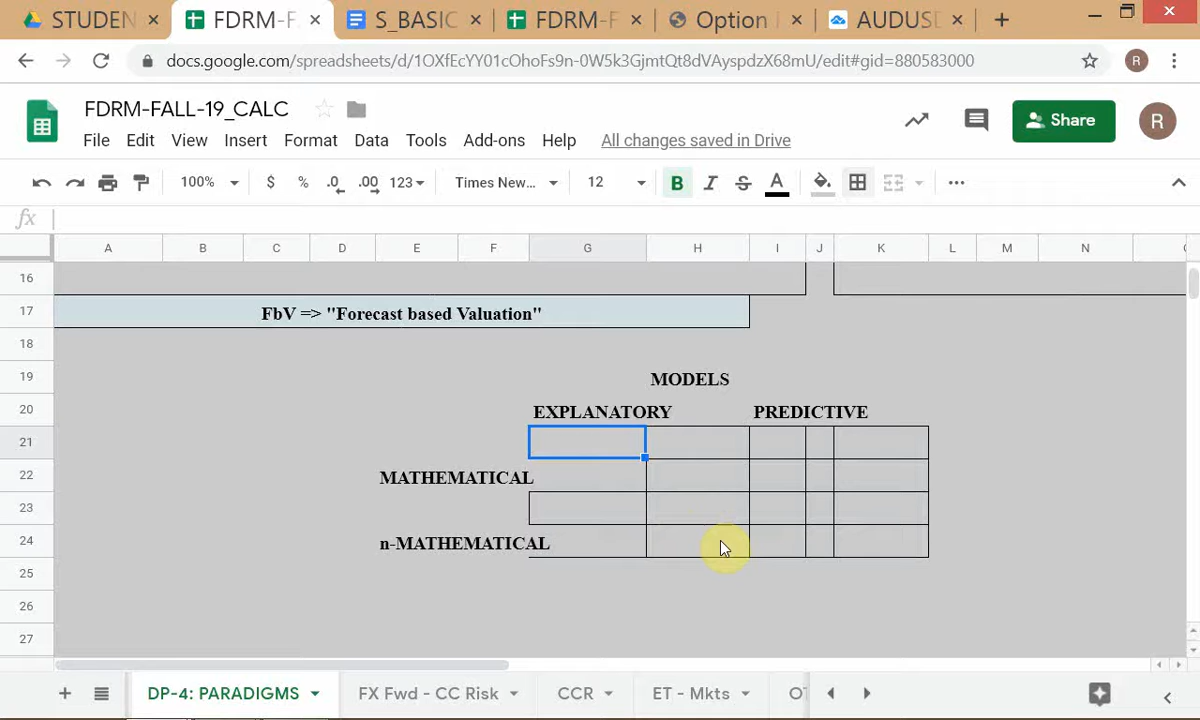 STUDEN
FDRM-F
S_BASIC
FDRM-F
Option
AUDUSD
docs.google.com/spreadsheets/d/1OXfEcYY01cOhoFs9n-0W5k3GjmtQt8dVAyspdzX68mU/edit#gid=880583000
R
FDRM-FALL-19_CALC
Share
R
File Edit View Insert Format Data Tools Add-ons Help All changes saved in Drive
100% $ % .0 .00 123 Times New... 12 B I S A
fx
A B C D E F G H I J K L M N
16
17 FbV => "Forecast based Valuation"
18
19 MODELS
20 EXPLANATORY PREDICTIVE
21
22 MATHEMATICAL
23
24 n-MATHEMATICAL
25
26
27
DP-4: PARADIGMS FX Fwd - CC Risk CCR ET - Mkts